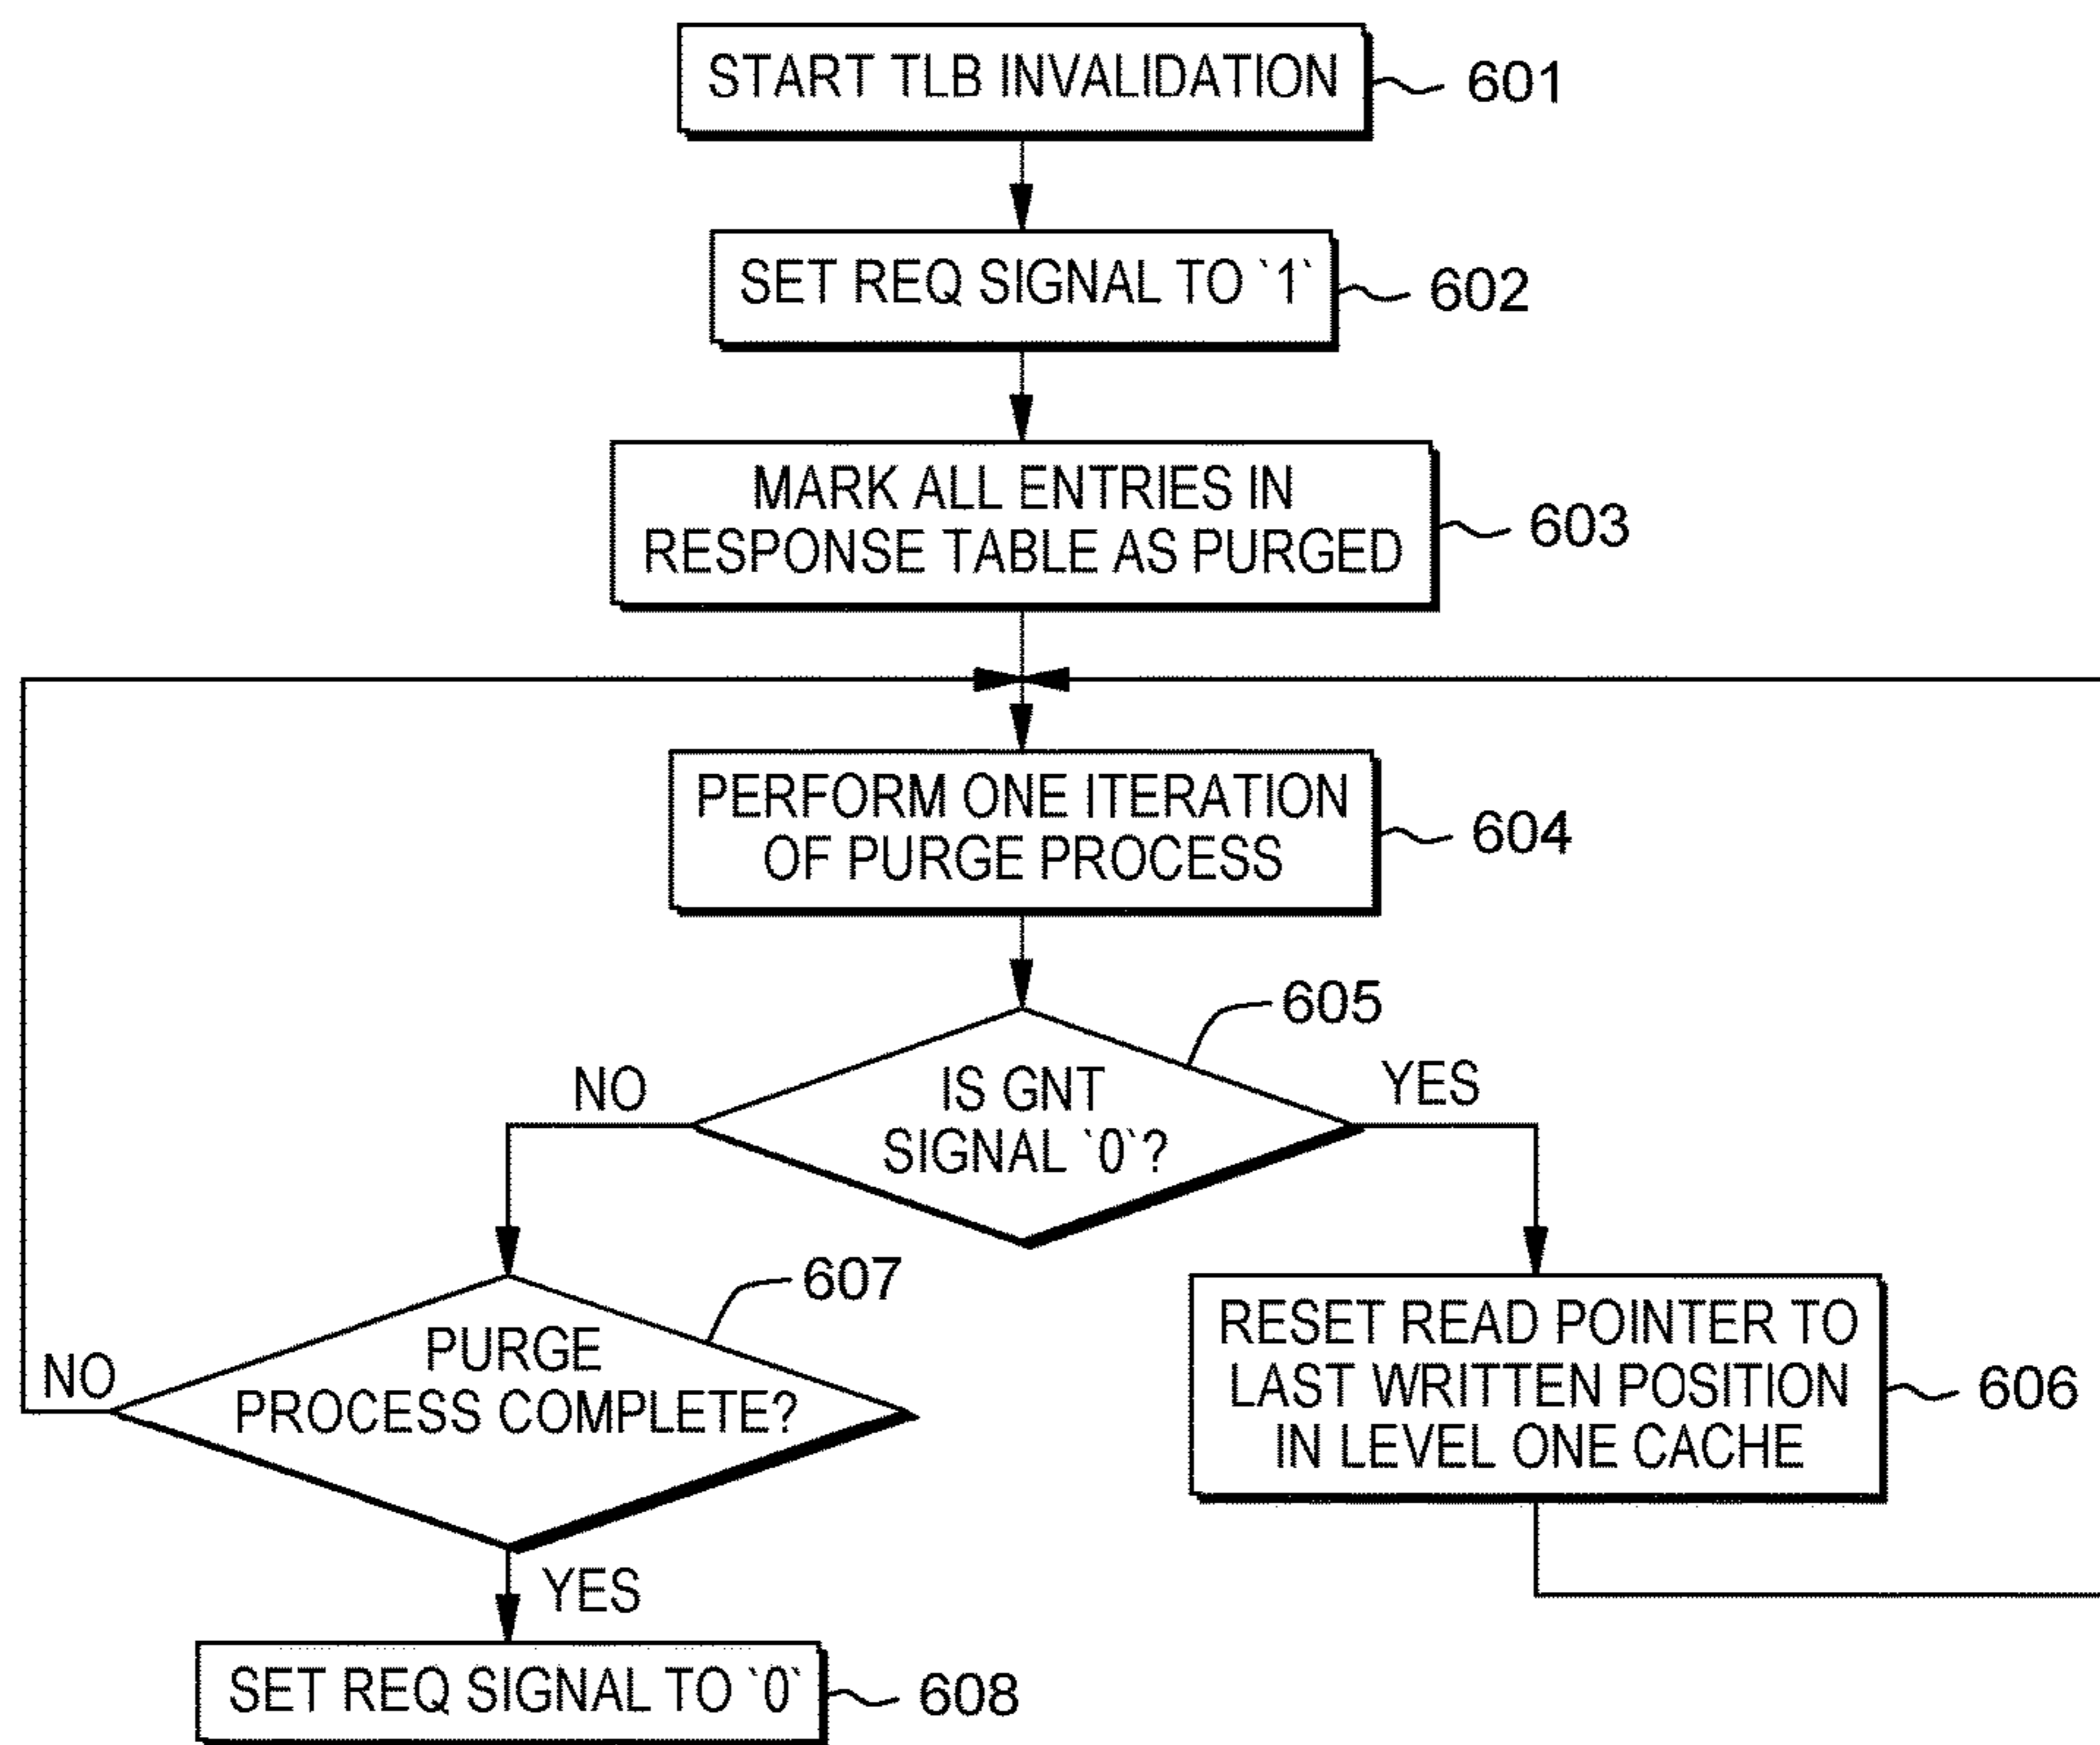 START TLB INVALIDATION
601
SET REQ SIGNAL TO `1`
602
MARK ALL ENTRIES IN
RESPONSE TABLE AS PURGED
603
PERFORM ONE ITERATION
OF PURGE PROCESS
604
605
IS GNT
SIGNAL `0`?
NO
YES
607
PURGE
PROCESS COMPLETE?
NO
YES
RESET READ POINTER TO
LAST WRITTEN POSITION
IN LEVEL ONE CACHE
606
SET REQ SIGNAL TO `0`
608